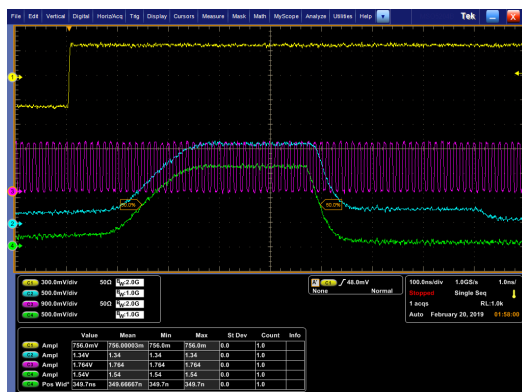 File Edit Vertical Digital Horiz/Acq Trig Display Cursors Measure Mask Math MyScope Analyze Utilities Help Tek X
1
50.0% 50.0%
2
4
C1 300.0mV/div 50Ω BW:2.0G
C2 500.0mV/div BW:1.0G
C3 900.0mV/div 50Ω BW:2.0G
C4 500.0mV/div BW:1.0G
A' C1 48.0mV
None Normal
100.0ns/div 1.0GS/s 1.0ns/
Stopped Single Seq
1 acqs RL:1.0k
Auto February 20, 2019 01:58:00
Value Mean Min Max St Dev Count Info
C1 Ampl 756.0mV 756.00003m 756.0m 756.0m 0.0 1.0
C2 Ampl 1.34V 1.34 1.34 1.34 0.0 1.0
C3 Ampl 1.764V 1.764 1.764 1.764 0.0 1.0
C4 Ampl 1.54V 1.54 1.54 1.54 0.0 1.0
Pos Wid* 349.7ns 349.66667n 349.7n 349.7n 0.0 1.0